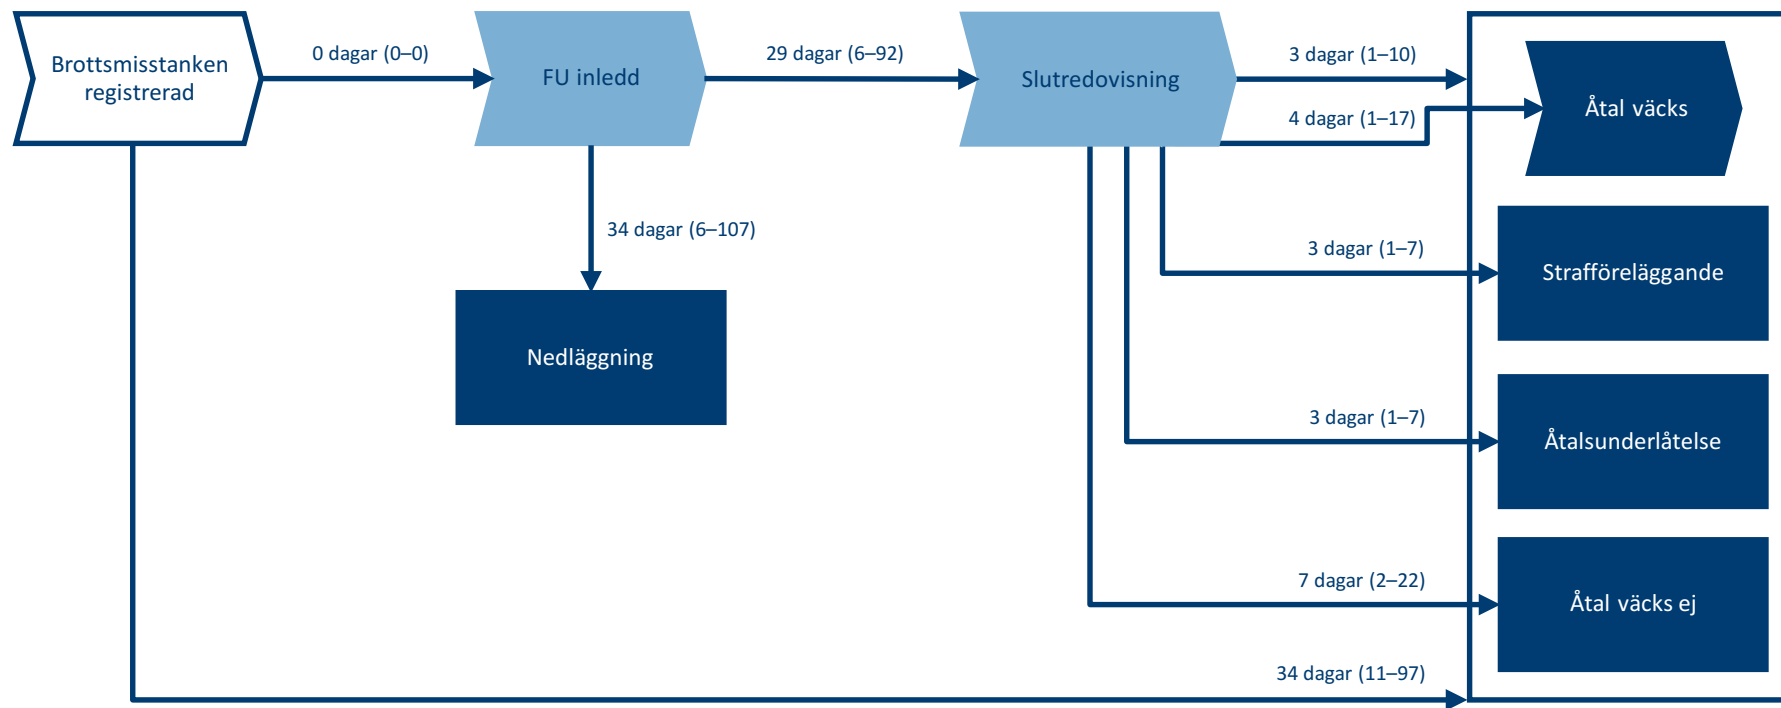 Brottsmisstanken
registrerad
0 dagar (0–0)
FU inledd
29 dagar (6–92)
Slutredovisning
3 dagar (1–10)
4 dagar (1–17)
Åtal väcks
34 dagar (6–107)
Nedläggning
3 dagar (1–7)
Strafföreläggande
3 dagar (1–7)
Åtalsunderlåtelse
7 dagar (2–22)
Åtal väcks ej
34 dagar (11–97)